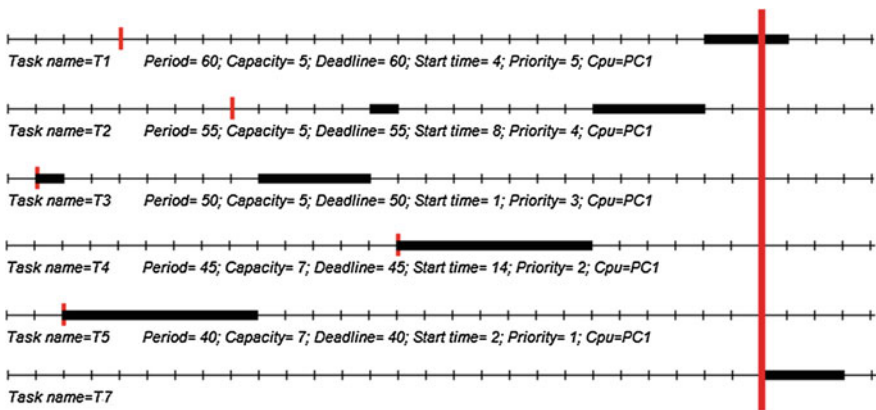 Task name=T1 Period= 60; Capacity= 5; Deadline= 60; Start time= 4; Priority= 5; Cpu=PC1
Task name=T2 Period= 55; Capacity= 5; Deadline= 55; Start time= 8; Priority= 4; Cpu=PC1
Task name=T3 Period= 50; Capacity= 5; Deadline= 50; Start time= 1; Priority= 3; Cpu=PC1
Task name=T4 Period= 45; Capacity= 7; Deadline= 45; Start time= 14; Priority= 2; Cpu=PC1
Task name=T5 Period= 40; Capacity= 7; Deadline= 40; Start time= 2; Priority= 1; Cpu=PC1
Task name=T7